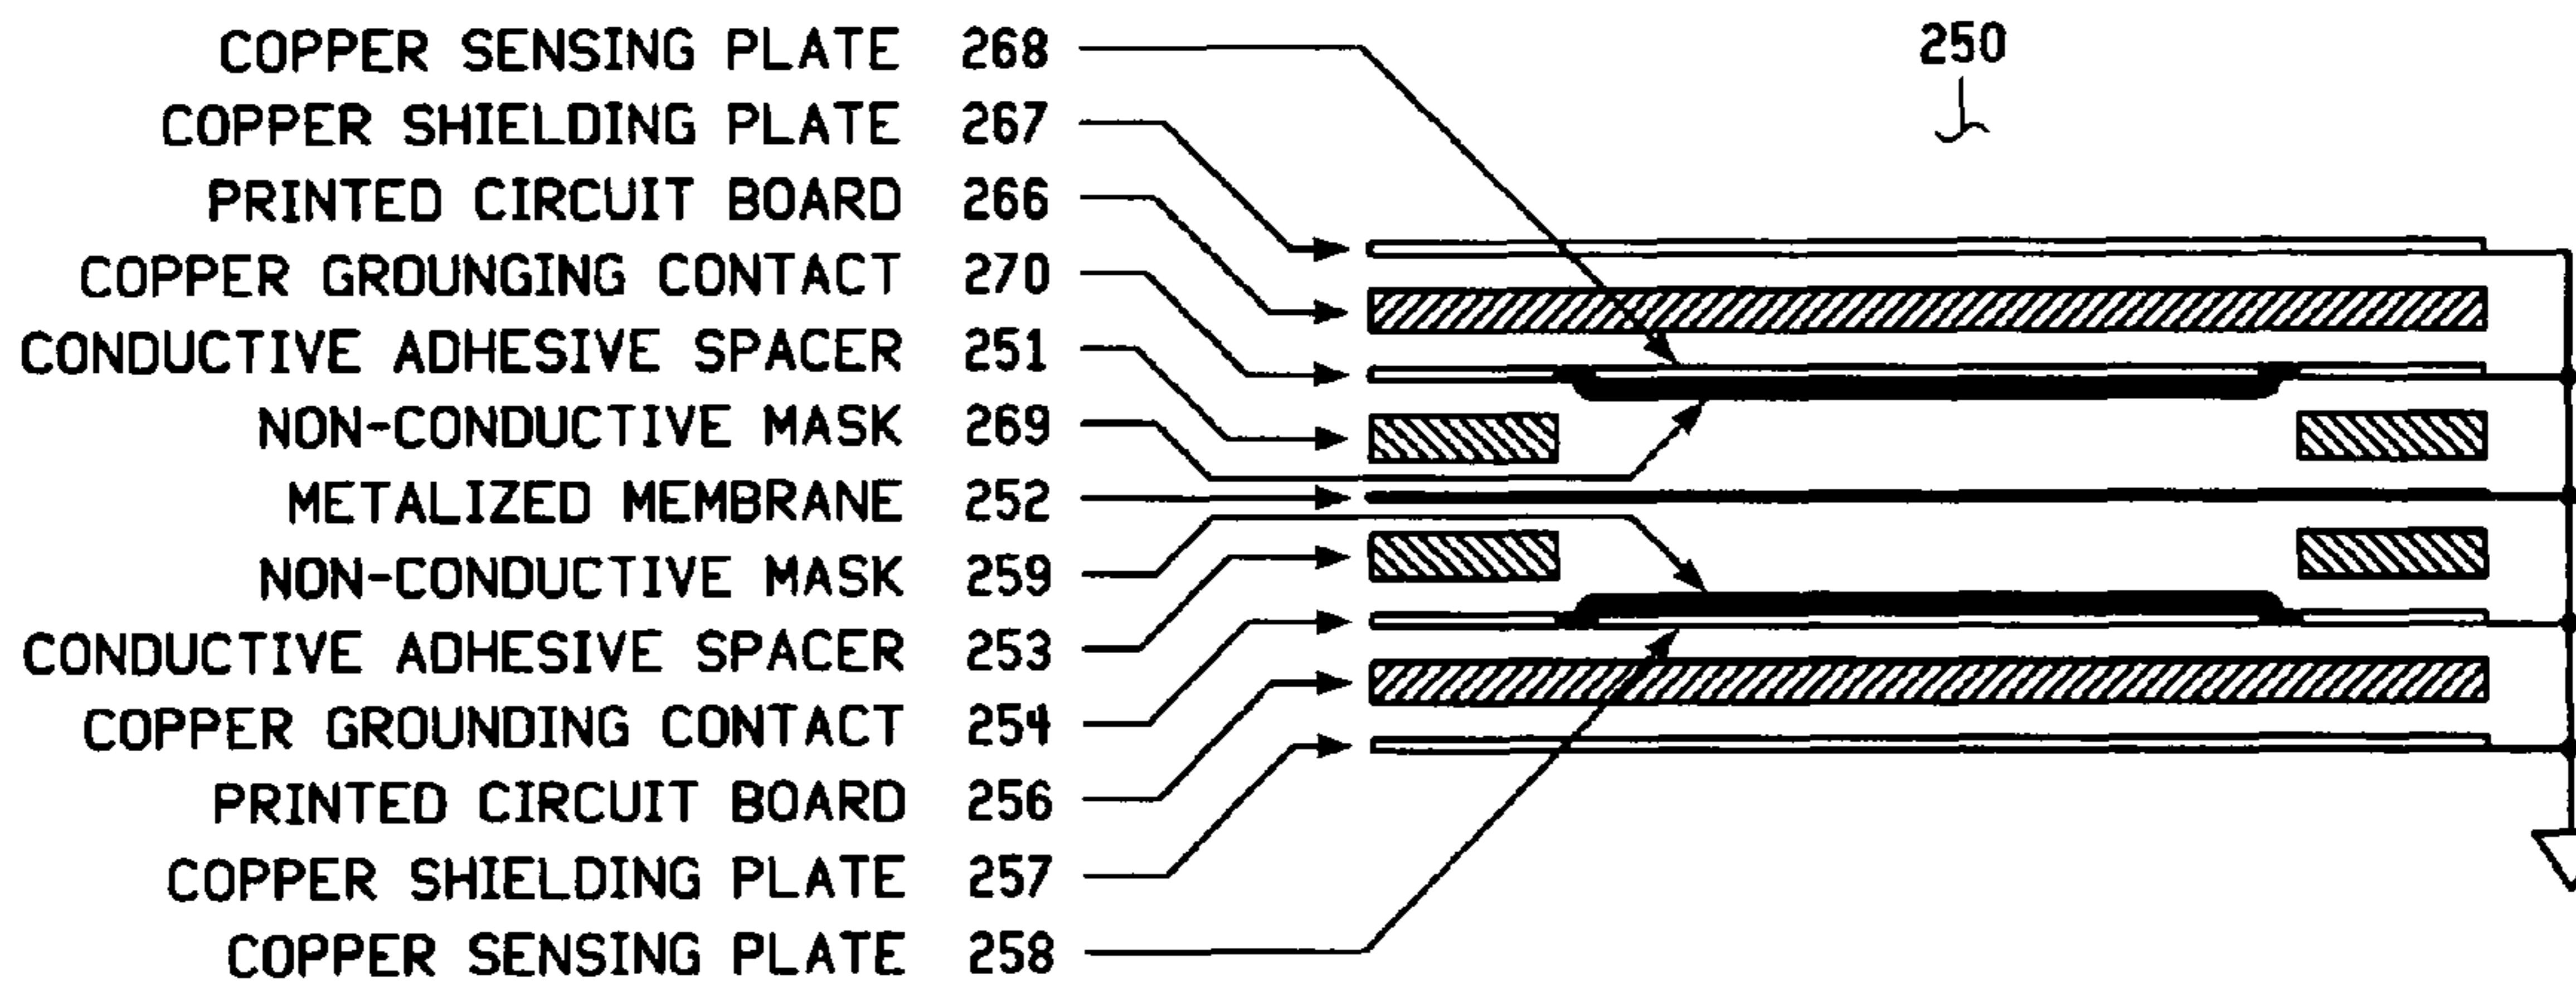 COPPER SENSING PLATE 268
250
COPPER SHIELDING PLATE 267
PRINTED CIRCUIT BOARD 266
COPPER GROUNGING CONTACT 270
CONDUCTIVE ADHESIVE SPACER 251
NON-CONDUCTIVE MASK 269
METALIZED MEMBRANE 252
NON-CONDUCTIVE MASK 259
CONDUCTIVE ADHESIVE SPACER 253
COPPER GROUNDING CONTACT 254
PRINTED CIRCUIT BOARD 256
COPPER SHIELDING PLATE 257
COPPER SENSING PLATE 258